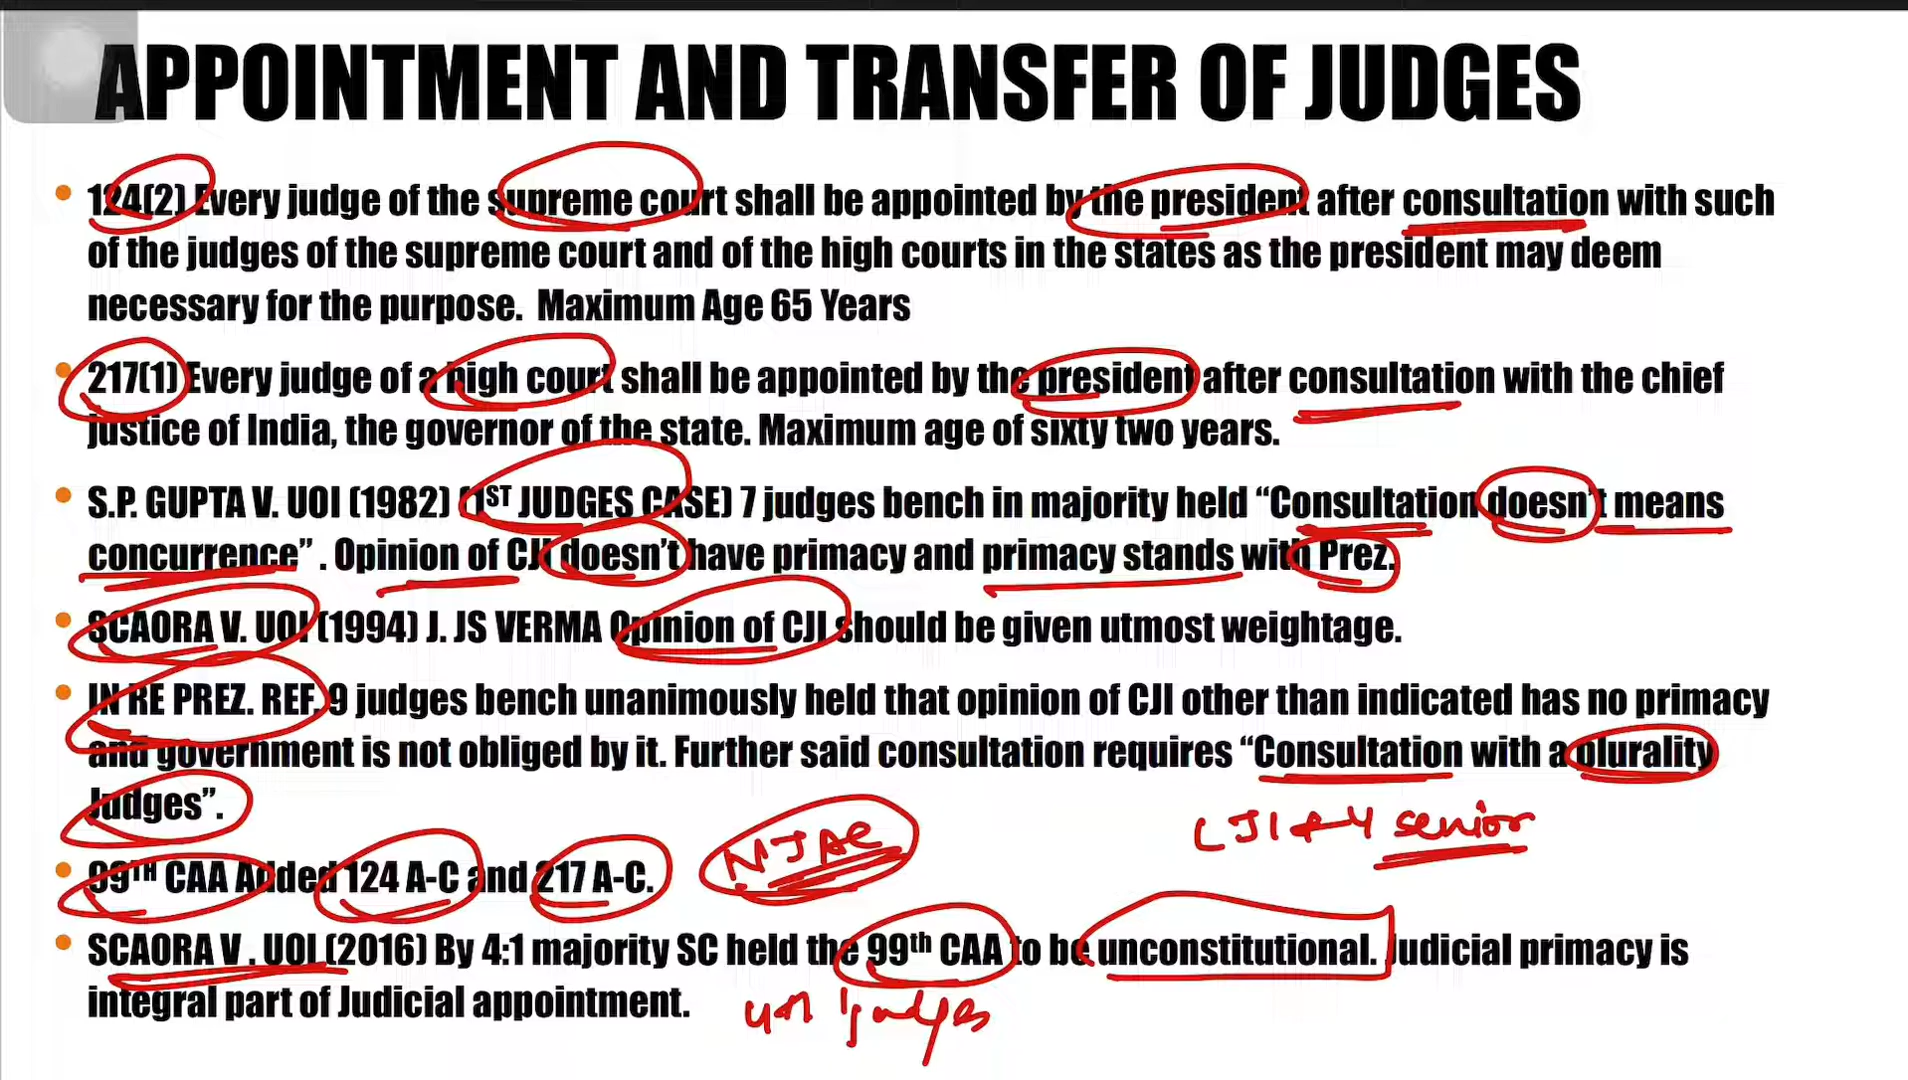 APPOINTMENT AND TRANSFER OF JUDGES
124(2) Every judge of the supreme court shall be appointed by the president after consultation with such
of the judges of the supreme court and of the high courts in the states as the president may deem
necessary for the purpose. Maximum Age 65 Years
217(1) Every judge of a high court shall be appointed by the president after consultation with the chief
justice of India, the governor of the state. Maximum age of sixty two years.
S.P. GUPTA V. UOI (1982) (1ST JUDGES CASE) 7 judges bench in majority held “Consultation doesn’t means
concurrence” . Opinion of CJI doesn’t have primacy and primacy stands with Prez.
SCAORA V. UOI (1994) J. JS VERMA Opinion of CJI should be given utmost weightage.
IN RE PREZ. REF. 9 judges bench unanimously held that opinion of CJI other than indicated has no primacy
and government is not obliged by it. Further said consultation requires “Consultation with a plurality
Judges”.
CJI & 4 senior
99TH CAA Added 124 A-C and 217 A-C. NJAC
SCAORA V . UOI (2016) By 4:1 majority SC held the 99th CAA to be unconstitutional. Judicial primacy is
integral part of Judicial appointment.
judges